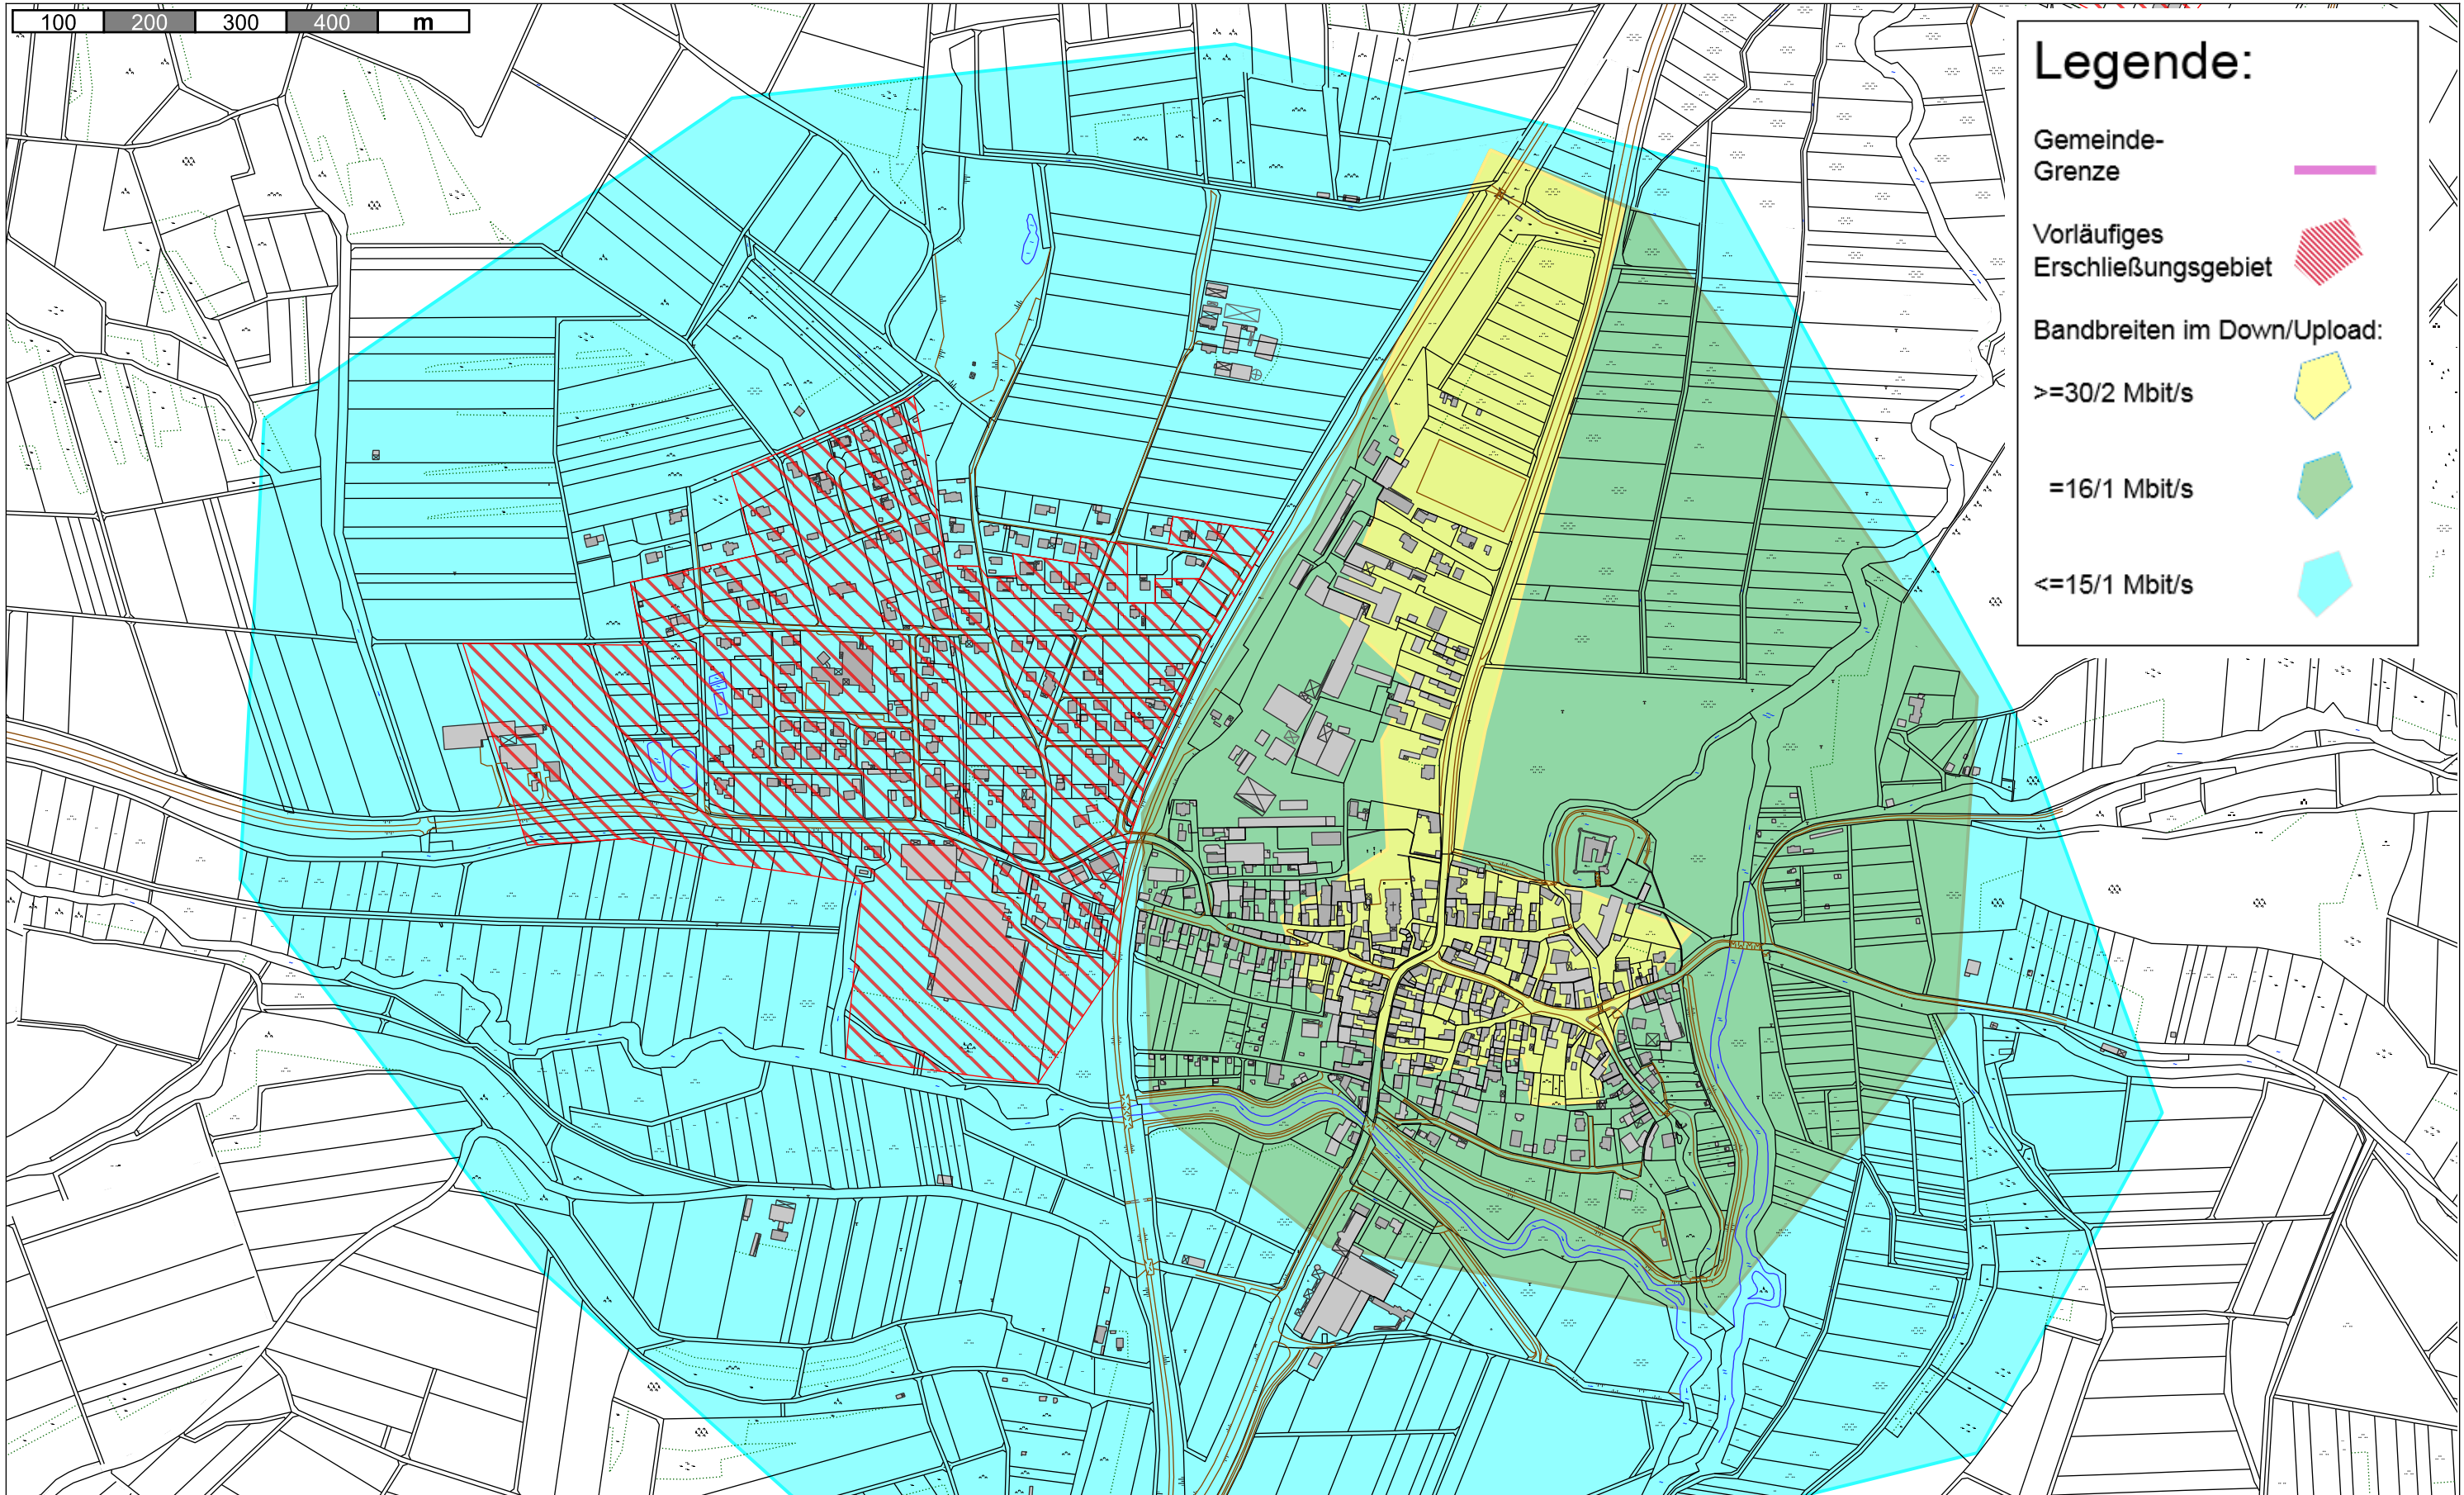 100 200 300 400 m
Legende:
Gemeinde-
Grenze
Vorläufiges
Erschließungsgebiet
Bandbreiten im Down/Upload:
>=30/2 Mbit/s
=16/1 Mbit/s
<=15/1 Mbit/s